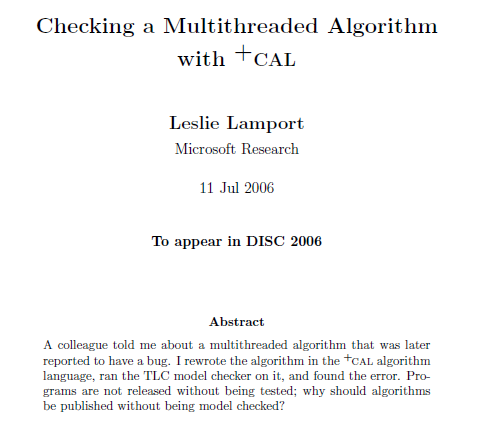 Checking a Multithreaded Algorithm
with +CAL
Leslie Lamport
Microsoft Research
11 Jul 2006
To appear in DISC 2006
Abstract
A colleague told me about a multithreaded algorithm that was later
reported to have a bug. I rewrote the algorithm in the +CAL algorithm
language, ran the TLC model checker on it, and found the error. Pro-
grams are not released without being tested; why should algorithms
be published without being model checked?